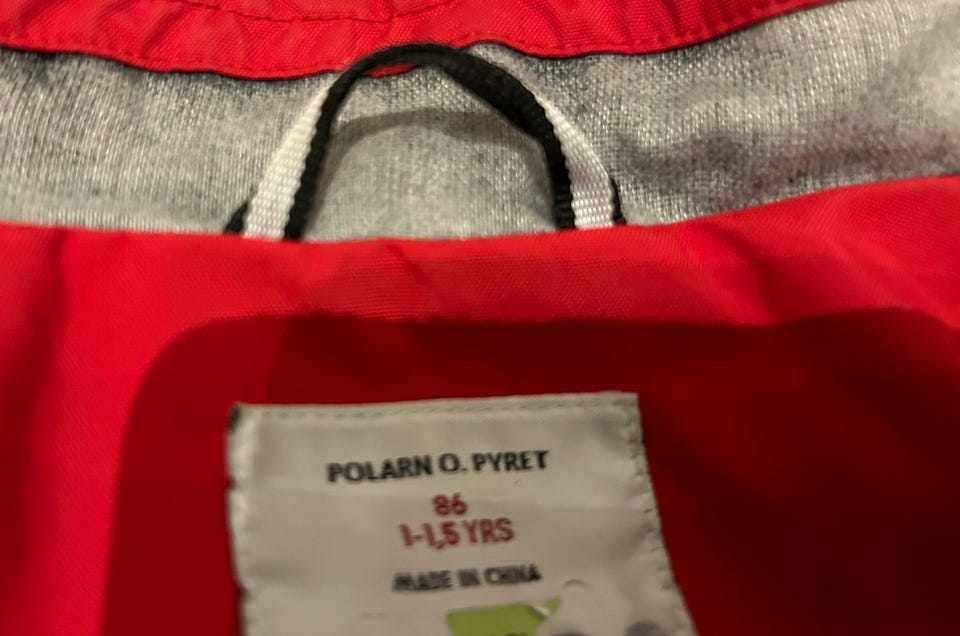 POLARN O. PYRET
86
1-1,5 YRS
MADE IN CHINA